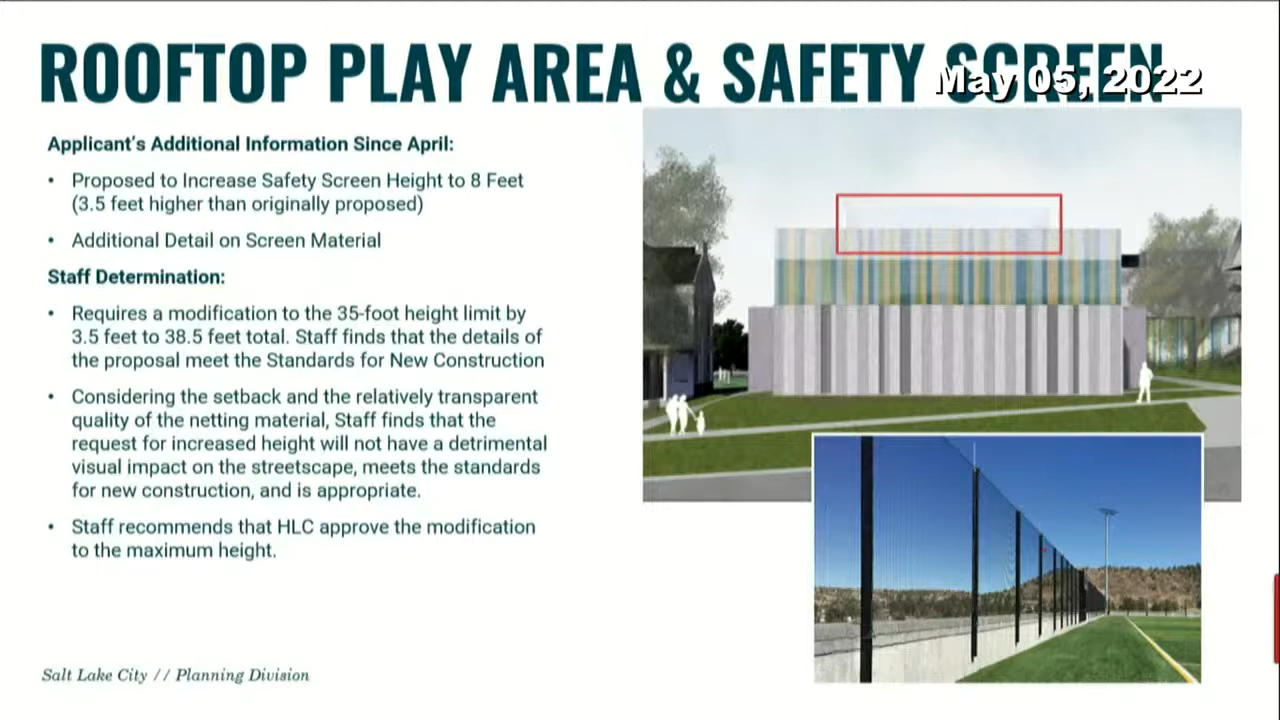 ROOFTOP PLAY AREA & SAFETY SCREEN
May 05, 2022
Applicant's Additional Information Since April:
• Proposed to Increase Safety Screen Height to 8 Feet
(3.5 feet higher than originally proposed)
• Additional Detail on Screen Material
Staff Determination:
• Requires a modification to the 35-foot height limit by
3.5 feet to 38.5 feet total. Staff finds that the details of
the proposal meet the Standards for New Construction
• Considering the setback and the relatively transparent
quality of the netting material, Staff finds that the
request for increased height will not have a detrimental
visual impact on the streetscape, meets the standards
for new construction, and is appropriate.
• Staff recommends that HLC approve the modification
to the maximum height.
Salt Lake City // Planning Division